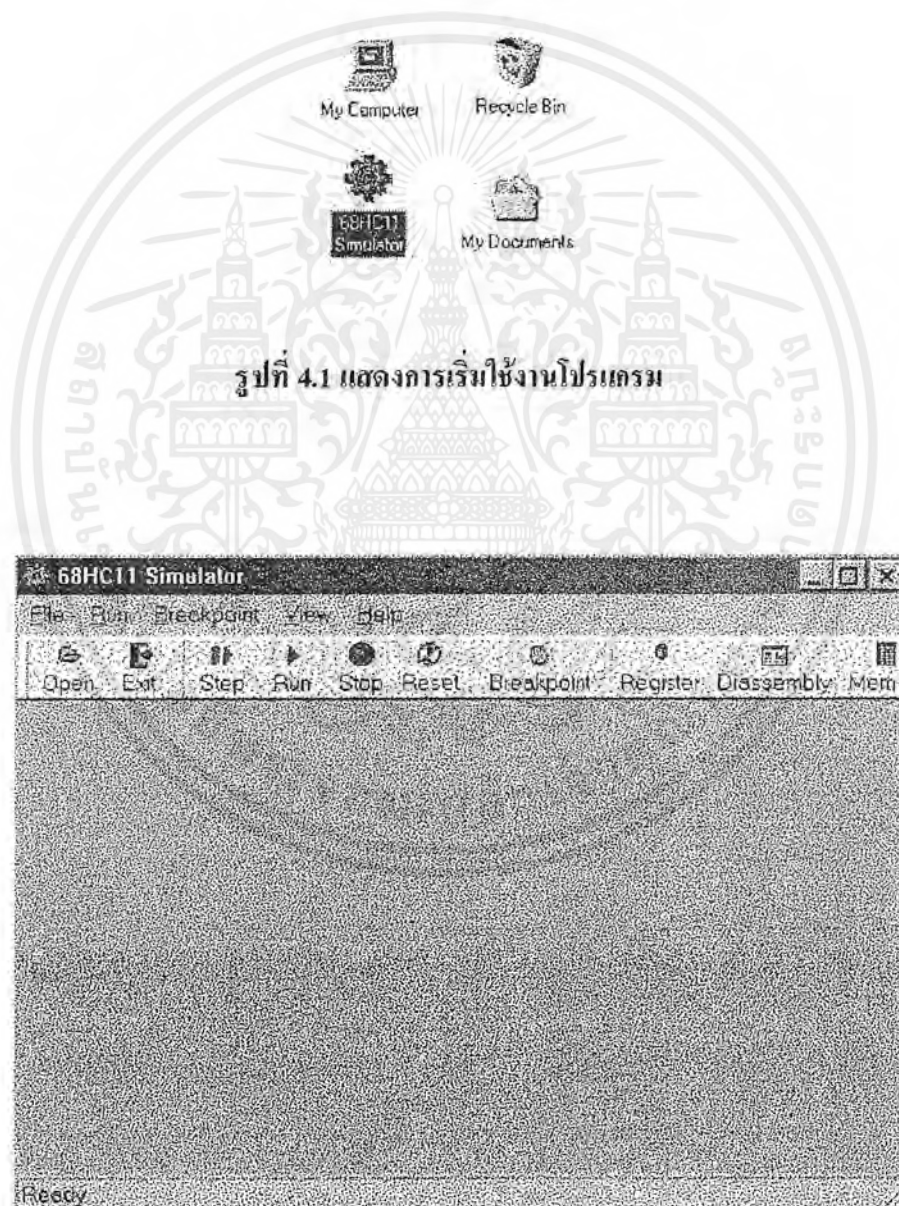 My Computer Recycle Bin
68HC11
Simulator
My Documents
รูปที่ 4.1 แสดงการเริ่มใช้งานโปรแกรม
68HC11 Simulator
File Run Breakpoint View Help
Open Exit Step Run Stop Reset Breakpoint Register Diassembly Mem
Ready